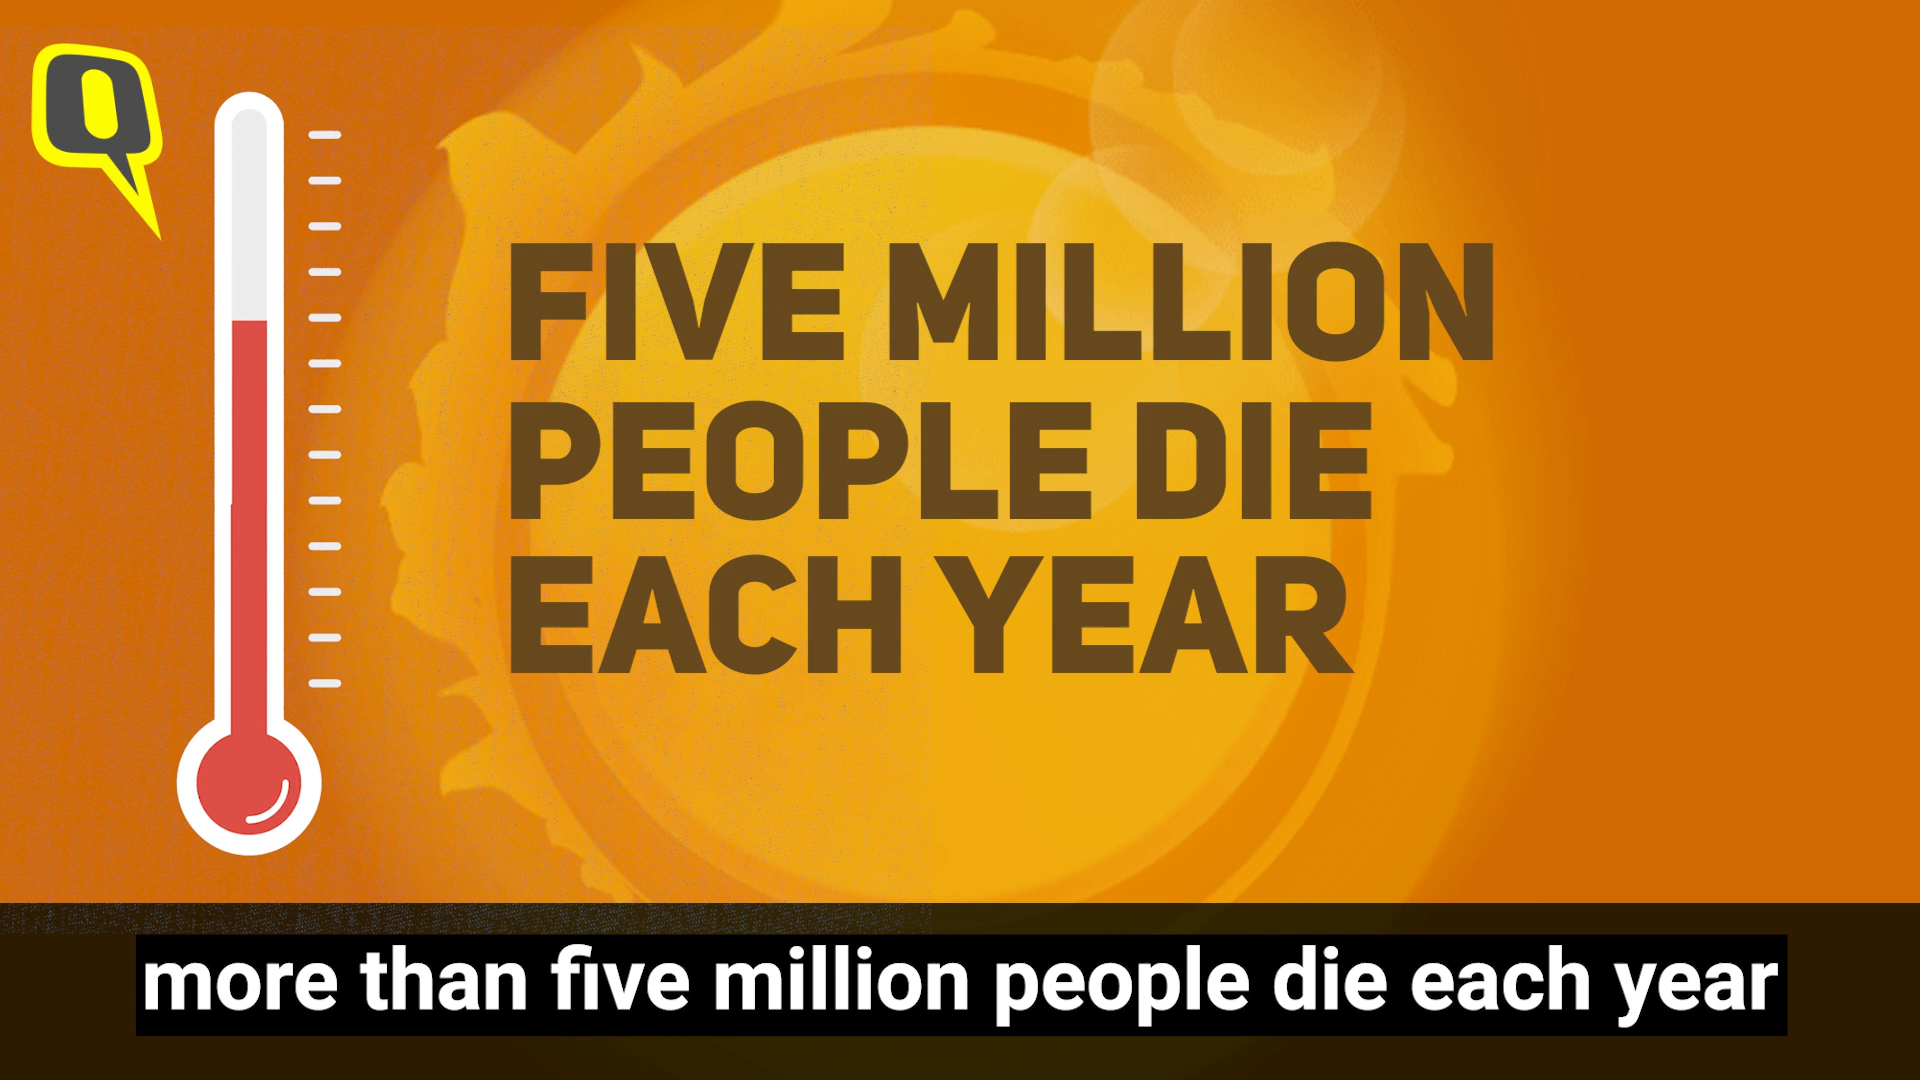 Q
FIVE MILLION
PEOPLE DIE
EACH YEAR
more than five million people die each year